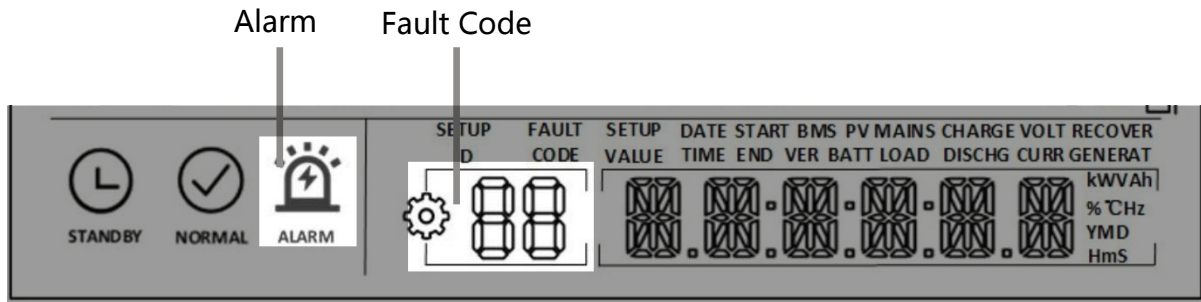 Alarm Fault Code
SETUP FAULT SETUP DATE START BMS PV MAINS CHARGE VOLT RECOVER
D CODE VALUE TIME END VER BATT LOAD DISCHG CURR GENERAT
kWVAh
% ℃Hz
YMD
HmS
STANDBY NORMAL ALARM